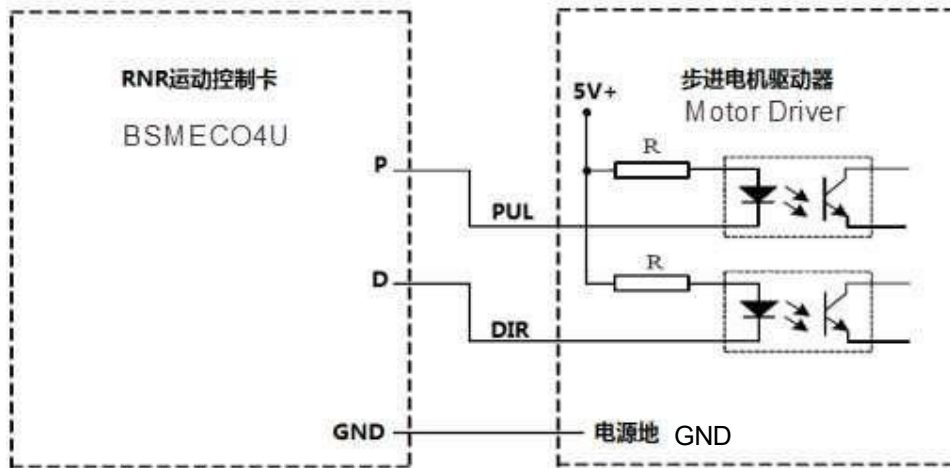 RNR运动控制卡
BSMECO4U
步进电机驱动器
Motor Driver
5V+
R
P
PUL
R
D
DIR
GND
电源地 GND